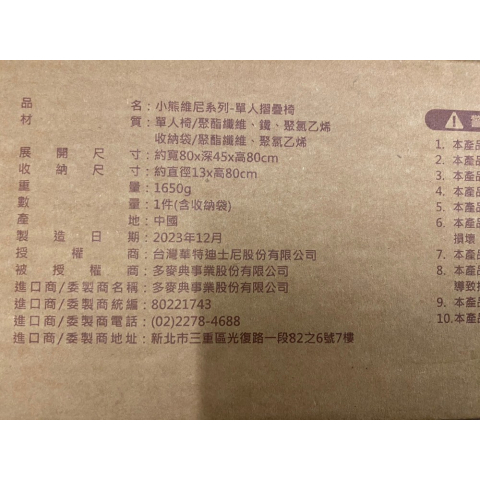 品名：小熊維尼系列-單人摺疊椅
材質：單人椅/聚酯纖維、鐵、聚氯乙烯
收納袋/聚酯纖維、聚氯乙烯
展開尺寸：約寬80x深45x高80cm
收納尺寸：約直徑13x高80cm
重量：1650g
數量：1件(含收納袋)
產地：中國
製造日期：2023年12月
授權商：台灣華特迪士尼股份有限公司
被授權商：多麥典事業股份有限公司
進口商/委製商名稱：多麥典事業股份有限公司
進口商/委製商統編：80221743
進口商/委製商電話：(02)2278-4688
進口商/委製商地址：新北市三重區光復路一段82之6號7樓
1. 本產品
2. 本產品
3. 本產品
4. 本產品
5. 本產品
6. 本產品
損壞
7. 本產品
8. 本產品
導致
9. 本產品
10. 本產品